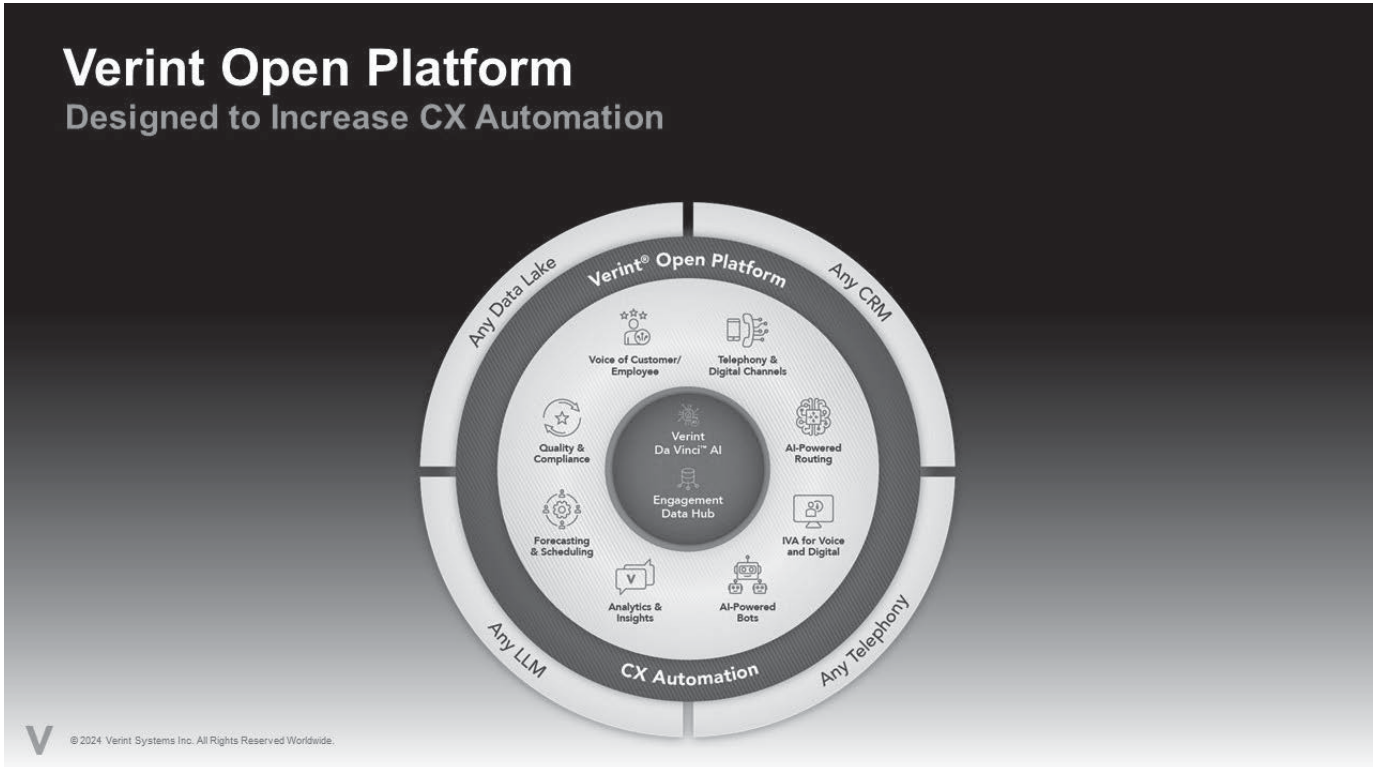 Verint Open Platform
Designed to Increase CX Automation
Any Data Lake
Any CRM
Verint® Open Platform
Voice of Customer/
Employee
Telephony &
Digital Channels
Quality &
Compliance
Verint
Da Vinci™ AI
AI-Powered
Routing
Engagement
Data Hub
Forecasting
& Scheduling
IVA for Voice
and Digital
V
Analytics &
Insights
AI-Powered
Bots
Any LLM
CX Automation
Any Telephony
V
© 2024 Verint Systems Inc. All Rights Reserved Worldwide.